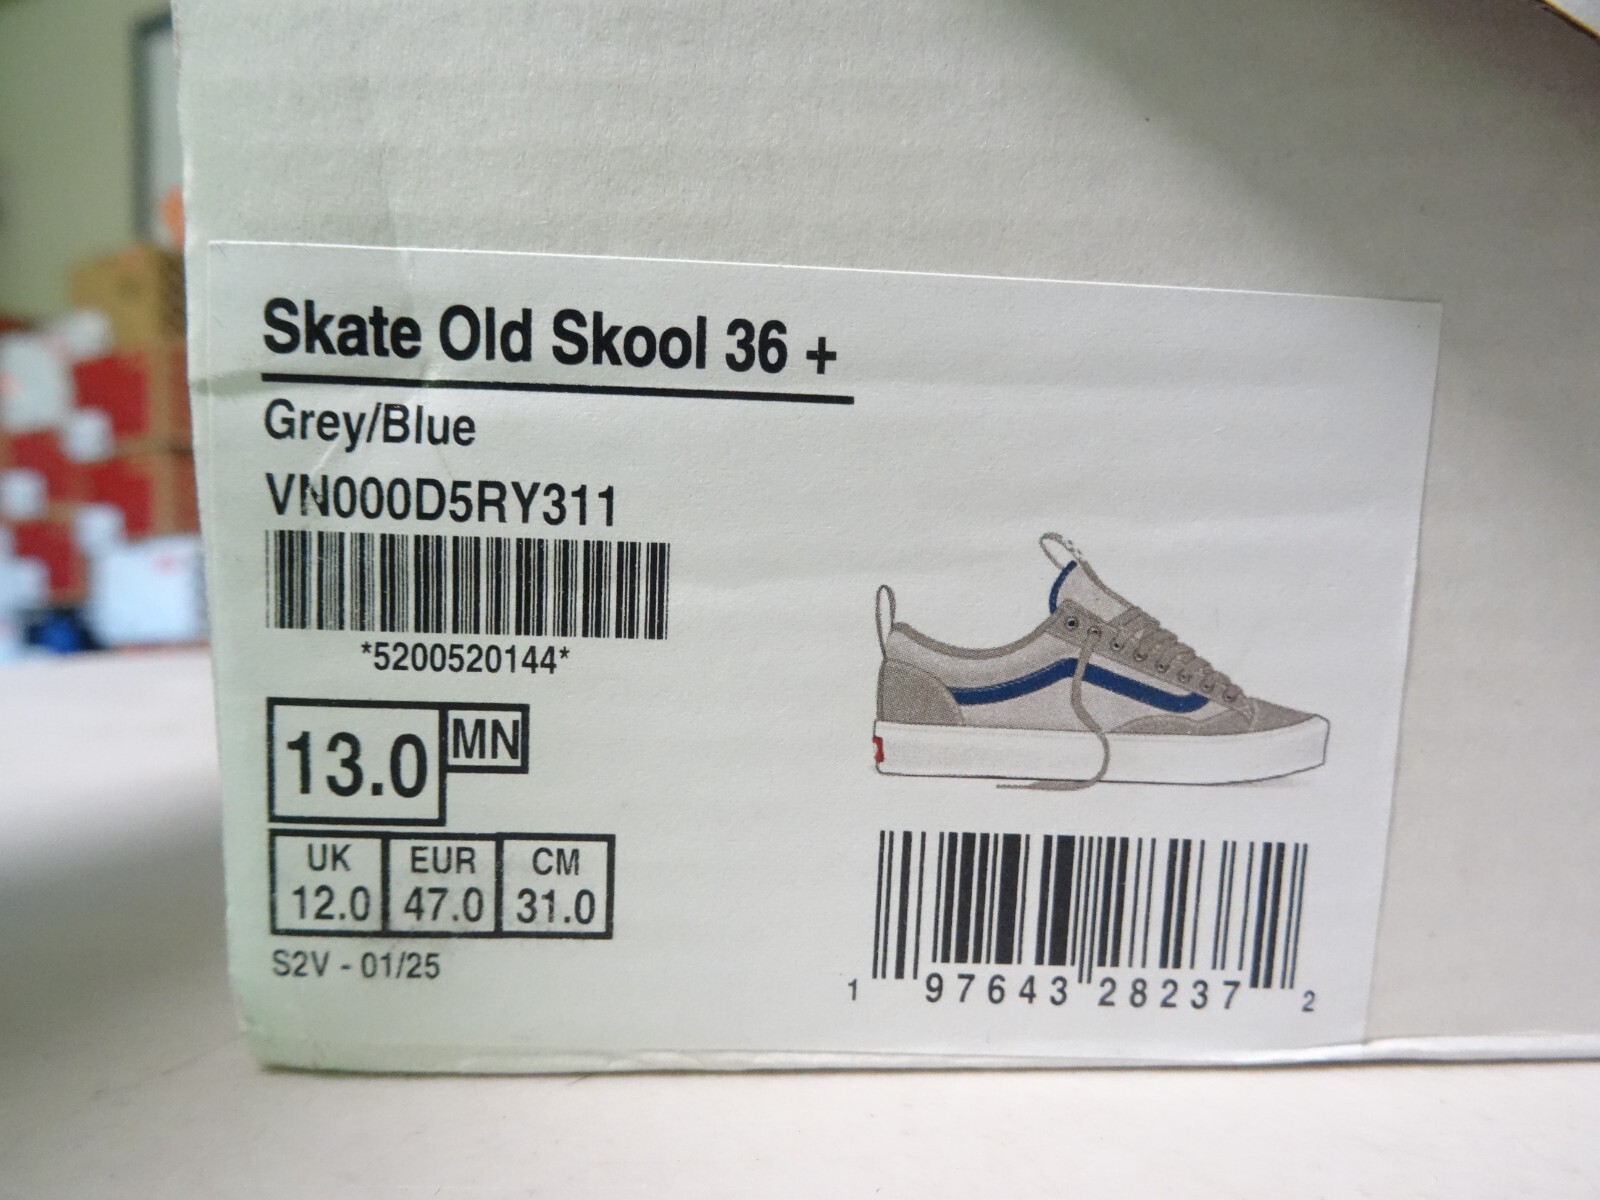 Skate Old Skool 36 +
Grey/Blue
VN000D5RY311
*5200520144*
13.0 MN
UK EUR CM
12.0 47.0 31.0
S2V - 01/25
1 97643 28237 2